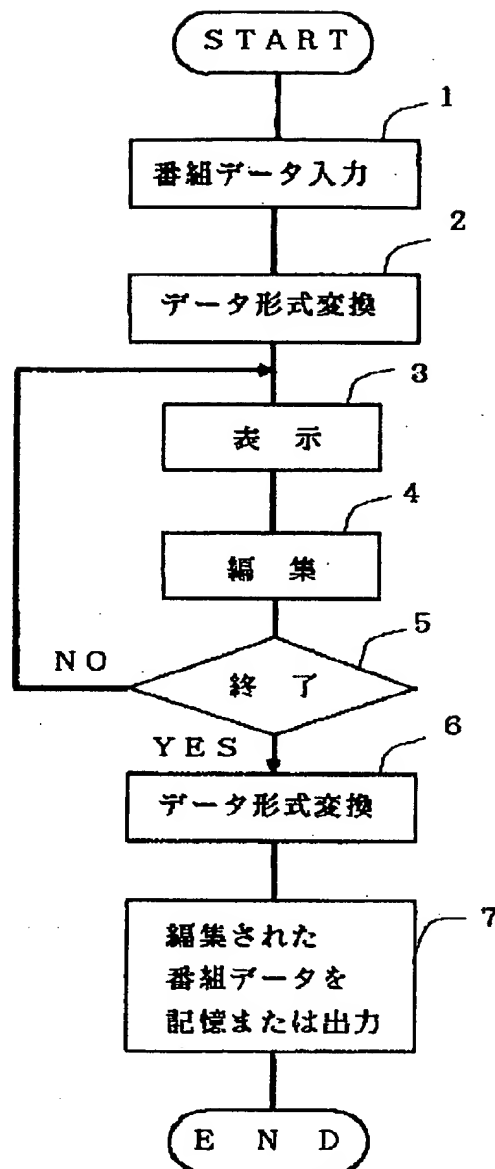 START
1
番組データ入力
2
データ形式変換
3
表示
4
編集
5
終了
NO
YES
6
データ形式変換
7
編集された
番組データを
記憶または出力
END